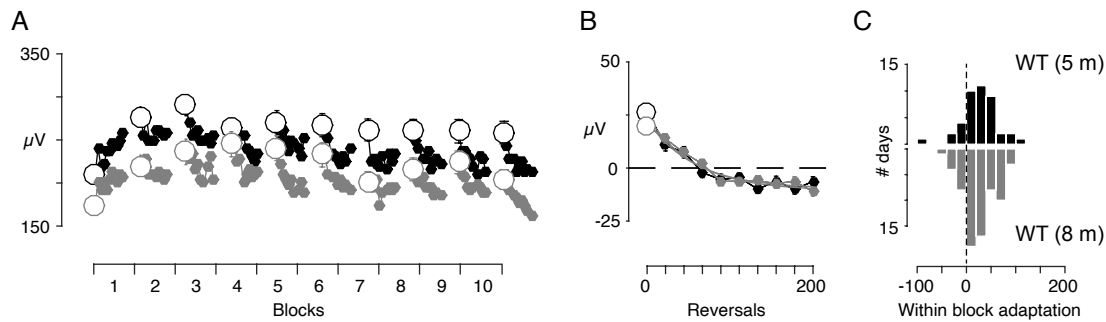 A
350
µV
150
1 2 3 4 5 6 7 8 9 10
Blocks
B
50
µV
0
-25
0 200
Reversals
C
15
WT (5 m)
# days
15
WT (8 m)
-100 0 200
Within block adaptation